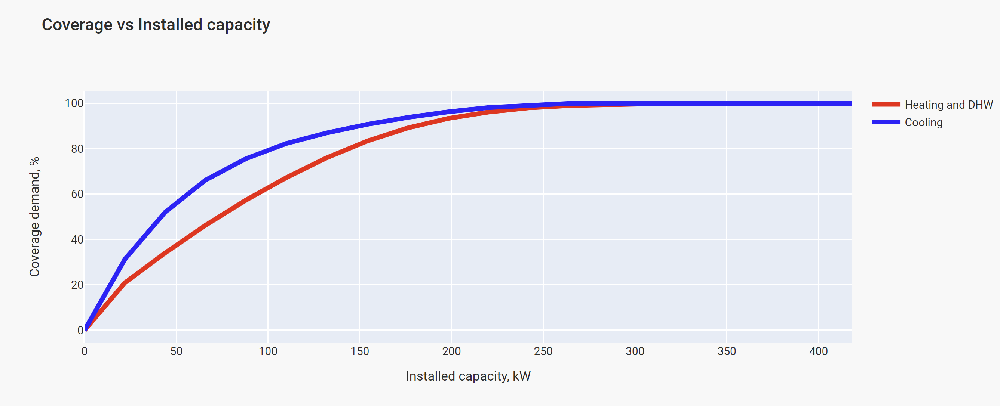 Coverage vs Installed capacity
Coverage demand, %
100
80
60
40
20
0
0 50 100 150 200 250 300 350 400
Installed capacity, kW
Heating and DHW
Cooling